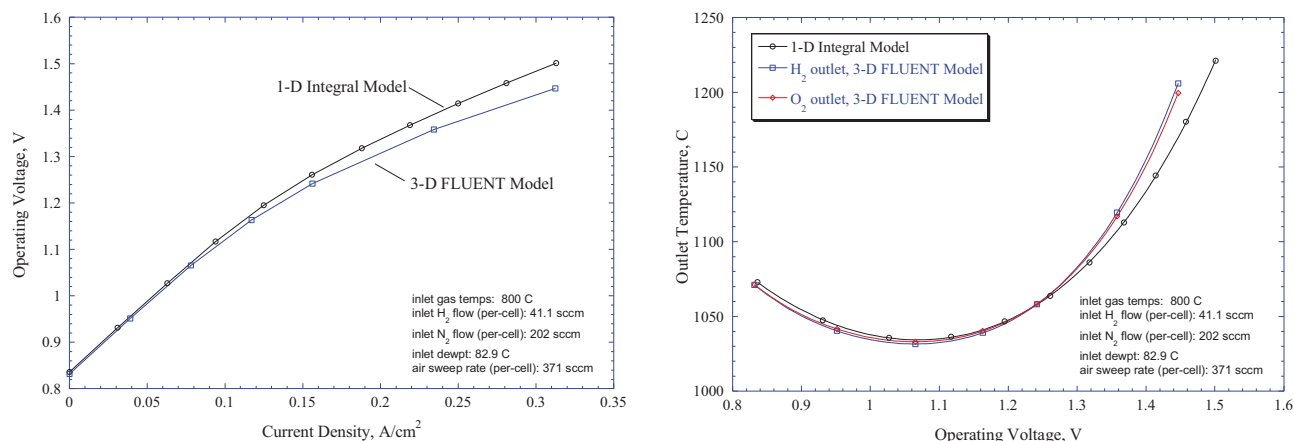 1.6
1.5
1.4
1.3
1.2
1.1
1
0.9
0.8
Operating Voltage, V
1-D Integral Model
3-D FLUENT Model
inlet gas temps: 800 C
inlet H2 flow (per-cell): 41.1 sccm
inlet N2 flow (per-cell): 202 sccm
inlet dewpt: 82.9 C
air sweep rate (per-cell): 371 sccm
0 0.05 0.1 0.15 0.2 0.25 0.3 0.35
Current Density, A/cm2
1250
1200
1150
1100
1050
1000
Outlet Temperature, C
1-D Integral Model
H2 outlet, 3-D FLUENT Model
O2 outlet, 3-D FLUENT Model
inlet gas temps: 800 C
inlet H2 flow (per-cell): 41.1 sccm
inlet N2 flow (per-cell): 202 sccm
inlet dewpt: 82.9 C
air sweep rate (per-cell): 371 sccm
0.8 0.9 1 1.1 1.2 1.3 1.4 1.5 1.6
Operating Voltage, V